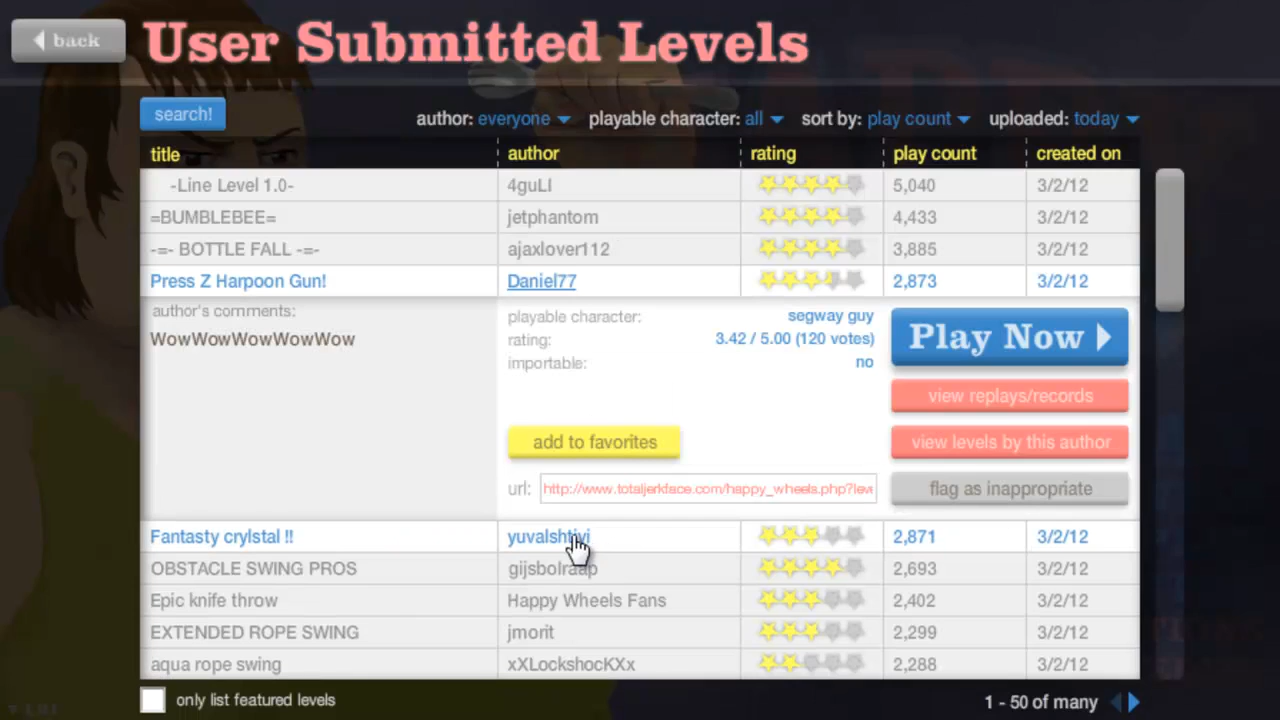 back
User Submitted Levels
search!
author: everyone playable character: all sort by: play count uploaded: today
title author rating play count created on
-Line Level 1.0- 4guLI 5,040 3/2/12
=BUMBLEBEE= jetphantom 4,433 3/2/12
-=- BOTTLE FALL -=- ajaxlover112 3,885 3/2/12
Press Z Harpoon Gun! Daniel77 2,873 3/2/12
author's comments:
WowWowWowWowWow
playable character: segway guy
rating: 3.42 / 5.00 (120 votes)
importable: no
Play Now
view replays/records
add to favorites
view levels by this author
url: http://www.totaljerkface.com/happy_wheels.php?leve
flag as inappropriate
Fantasty crylstal !! 2,871 3/2/12
OBSTACLE SWING PROS gijsbolraap 2,693 3/2/12
Epic knife throw Happy Wheels Fans 2,402 3/2/12
EXTENDED ROPE SWING jmorit 2,299 3/2/12
aqua rope swing xXLockshocKXx 2,288 3/2/12
only list featured levels
1 - 50 of many